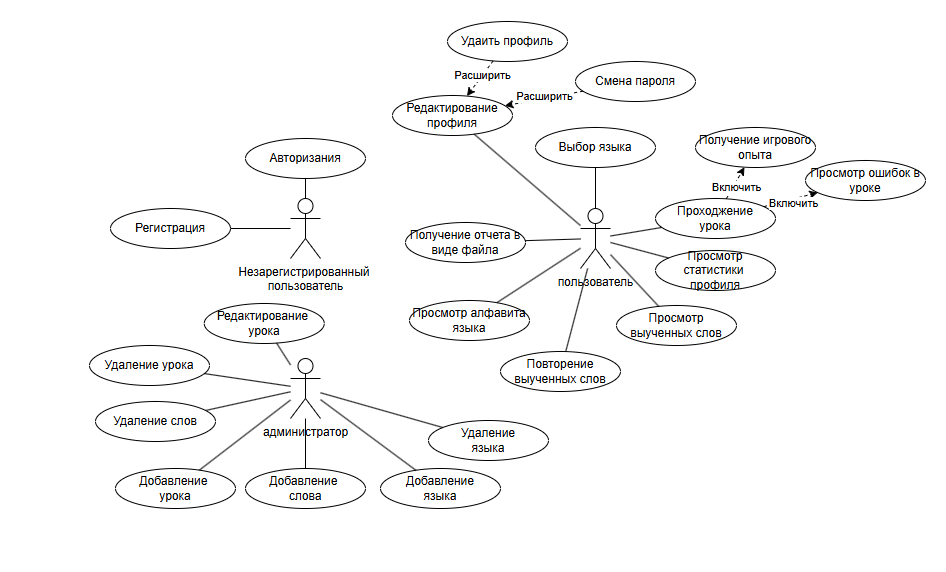 Удаить профиль
Расширить
Смена пароля
Расширить
Редактирование
профиля
Выбор языка
Получение игрового
опыта
Авторизания
Просмотр ошибок в
уроке
Включить
Включить
Регистрация
Проходжение
урока
Получение отчета в
виде файла
Незарегистрированный
пользователь
пользователь
Просмотр
статистики
профиля
Редактирование
урока
Просмотр алфавита
языка
Просмотр
выученных слов
Удаление урока
Повторение
выученных слов
Удаление слов
администратор
Удаление
языка
Добавление
урока
Добавление
слова
Добавление
языка